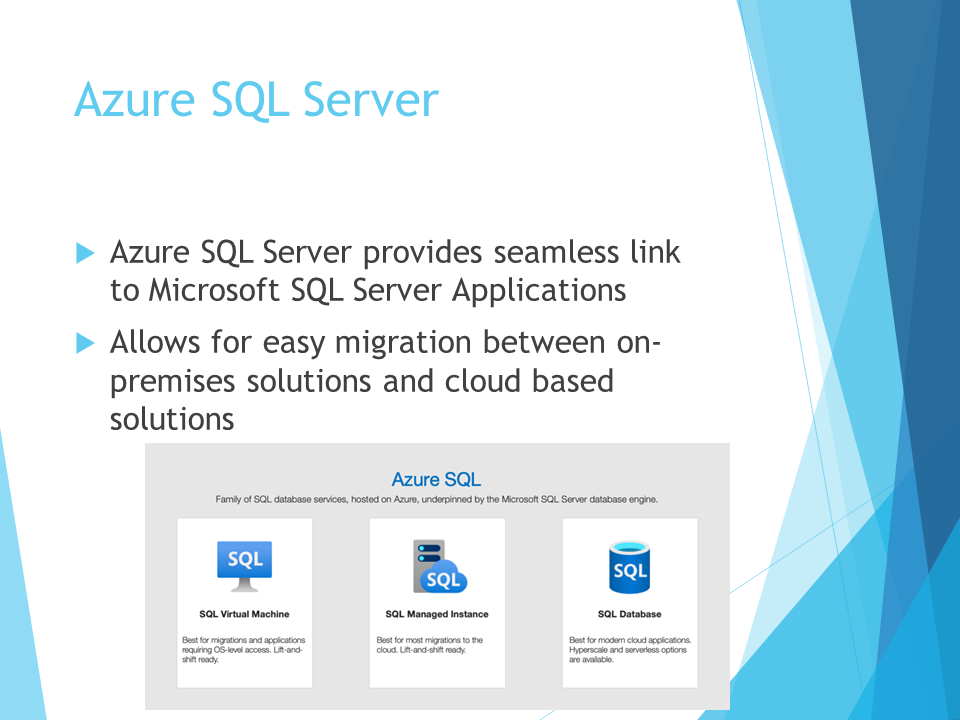 Azure SQL Server
Azure SQL Server provides seamless link
to Microsoft SQL Server Applications
Allows for easy migration between on-
premises solutions and cloud based
solutions
Azure SQL
Family of SQL database services, hosted on Azure, underpinned by the Microsoft SQL Server database engine.
SQL
SQL Virtual Machine
Best for migrations and applications
requiring OS-level access. Lift-and-
shift ready.
SQL
SQL Managed Instance
Best for most migrations to the
cloud. Lift-and-shift ready.
SQL
SQL Database
Best for modern cloud applications.
Hyperscale and serverless options
are available.